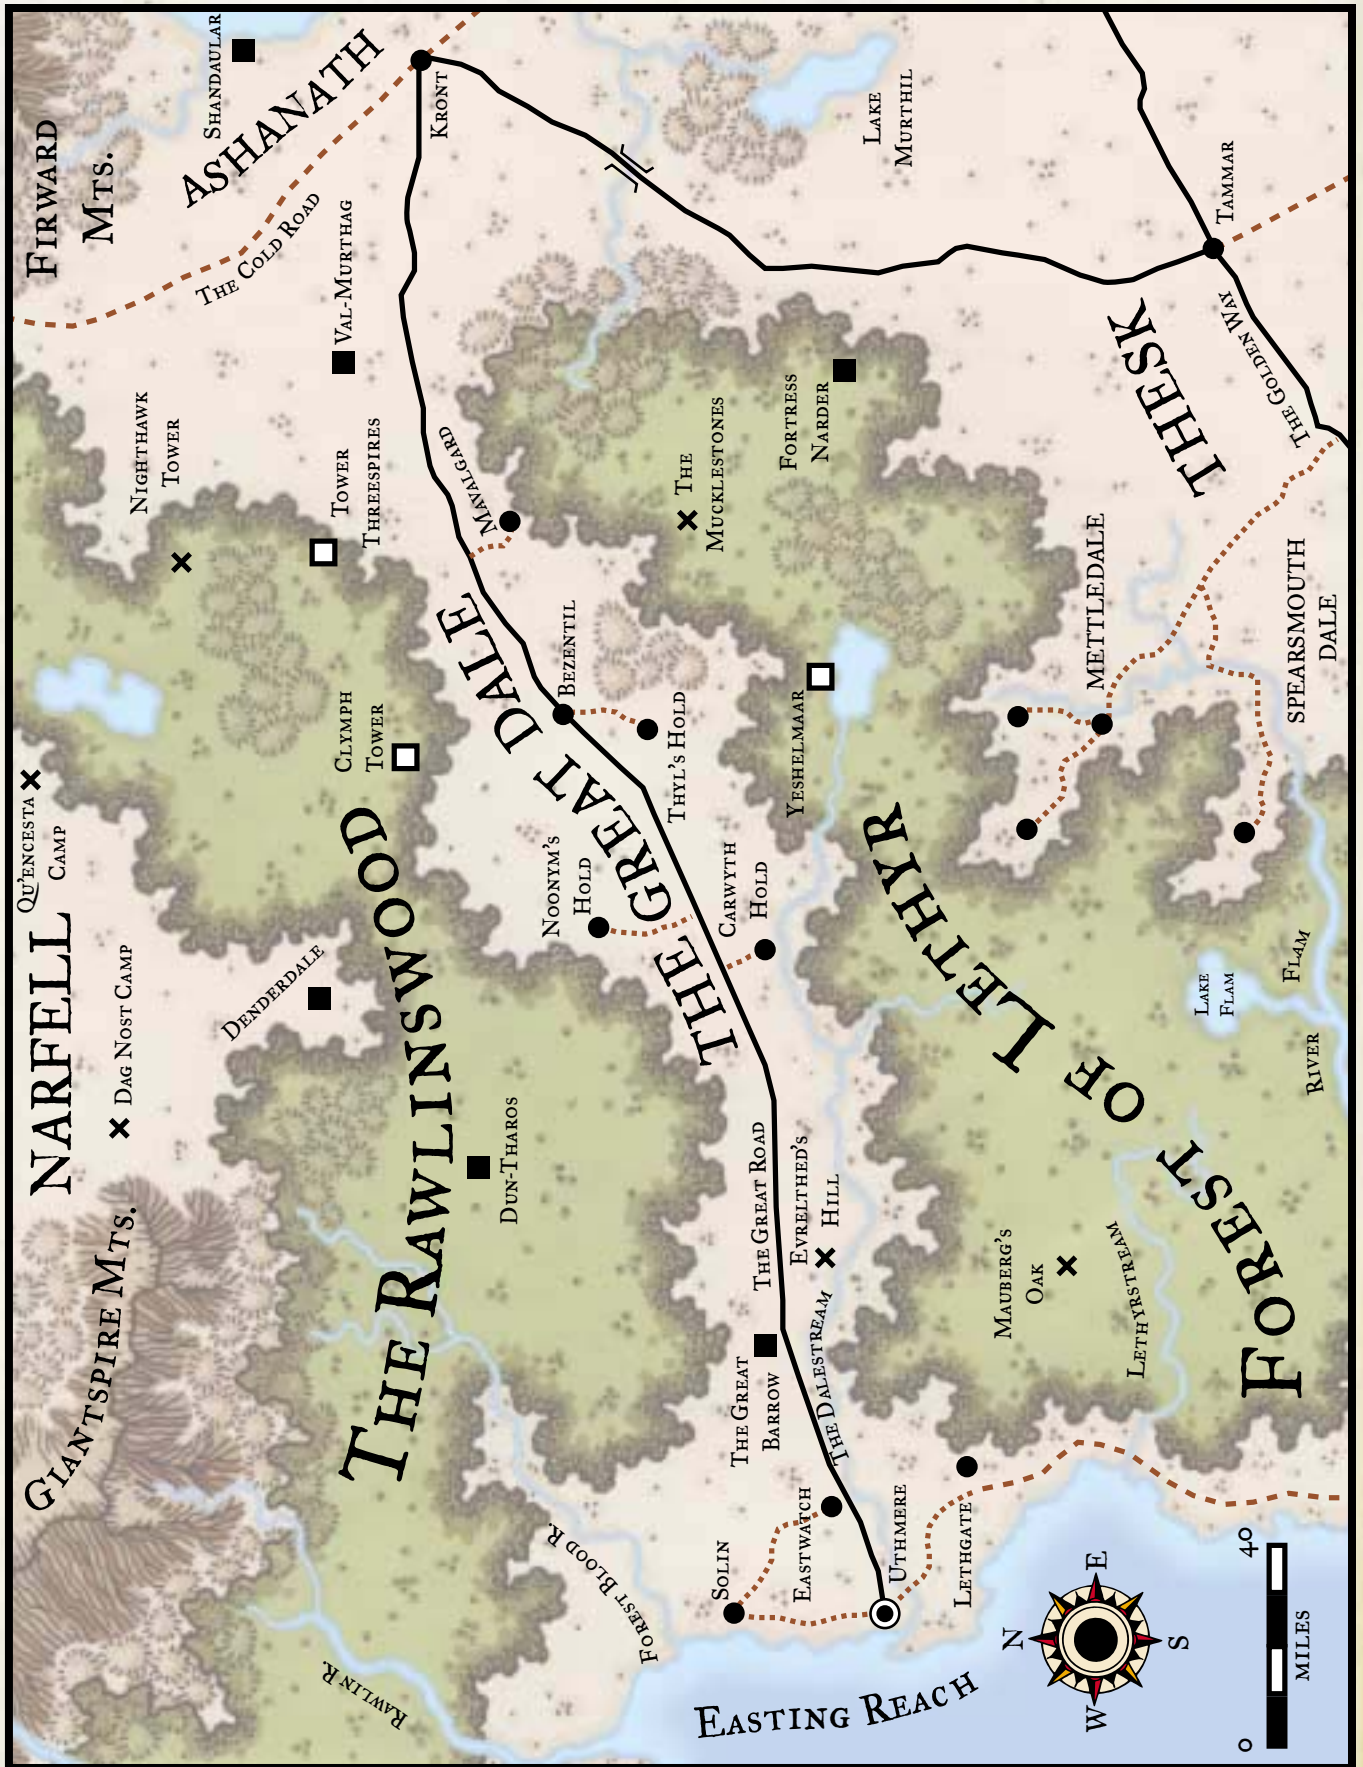 FIRWARD
MTS.
SHANDAULAR
ASHANATH
KRONT
THE COLD ROAD
VAL-MURTHAG
LAKE
MURTHIL
TAMMAR
NIGHTHAWK
TOWER
TOWER
THREESPIRES
MAVALGARD
THE
MUCKLESTONES
FORTRESS
NARDER
THESK
THE GOLDEN WAY
QU'ENCESTA
CAMP
CLYMPH
TOWER
BEZENTIL
THYL'S HOLD
YESHELMAAR
METTLEDALE
SPEARSMOUTH
DALE
NARFELL
DAG NOST CAMP
DENDERDALE
THE RAWLINSWOOD
NOONYM'S
HOLD
THE GREAT DALE
CARWYTH
HOLD
FOREST OF LETHYR
LAKE
FLAM
RIVER FLAM
GIANTSPIRE MTS.
DUN-THAROS
THE GREAT ROAD
EVRELTHED'S
HILL
THE GREAT
BARROW
THE DALESTREAM
MAUBERG'S
OAK
LETHYRSTREAM
RAWLIN R.
FOREST BLOOD R.
SOLIN
EASTWATCH
UTHMERE
LETHGATE
EASTING REACH
N
W
E
S
0
40
MILES